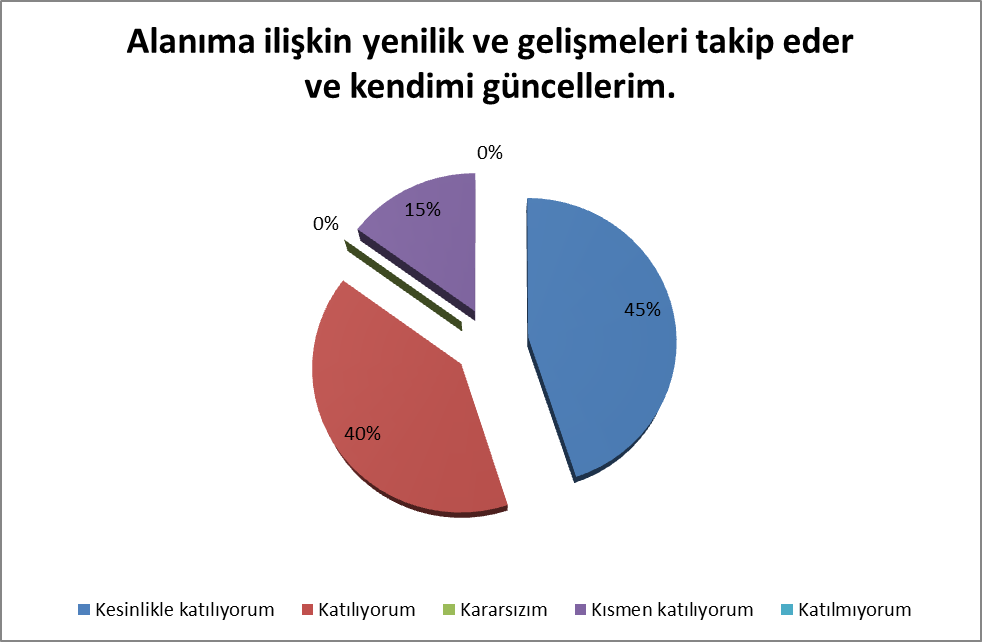 Alanıma ilişkin yenilik ve gelişmeleri takip eder
ve kendimi güncellerim.
0%
15%
0%
45%
40%
Kesinlikle katılıyorum Katılıyorum Kararsızım Kısmen katılıyorum Katılmıyorum